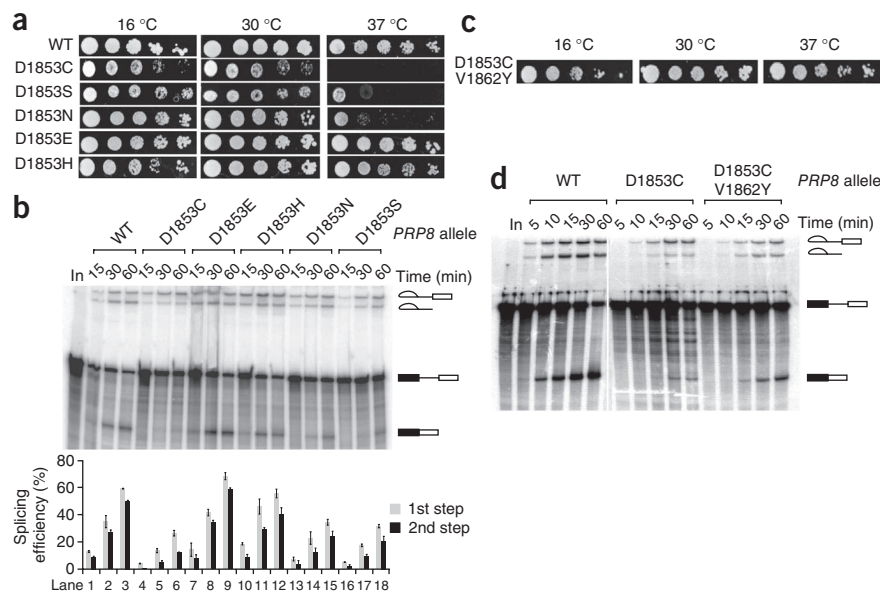 a
16 °C 30 °C 37 °C
WT
D1853C
D1853S
D1853N
D1853E
D1853H
b
WT D1853C D1853E D1853H D1853N D1853S PRP8 allele
In 15 30 60 15 30 60 15 30 60 15 30 60 15 30 60 15 30 60 Time (min)
Splicing efficiency (%)
80
60
40
20
0
1st step
2nd step
Lane 1 2 3 4 5 6 7 8 9 10 11 12 13 14 15 16 17 18
c
16 °C 30 °C 37 °C
D1853C
V1862Y
d
WT D1853C D1853C V1862Y PRP8 allele
In 5 10 15 30 60 5 10 15 30 60 5 10 15 30 60 Time (min)